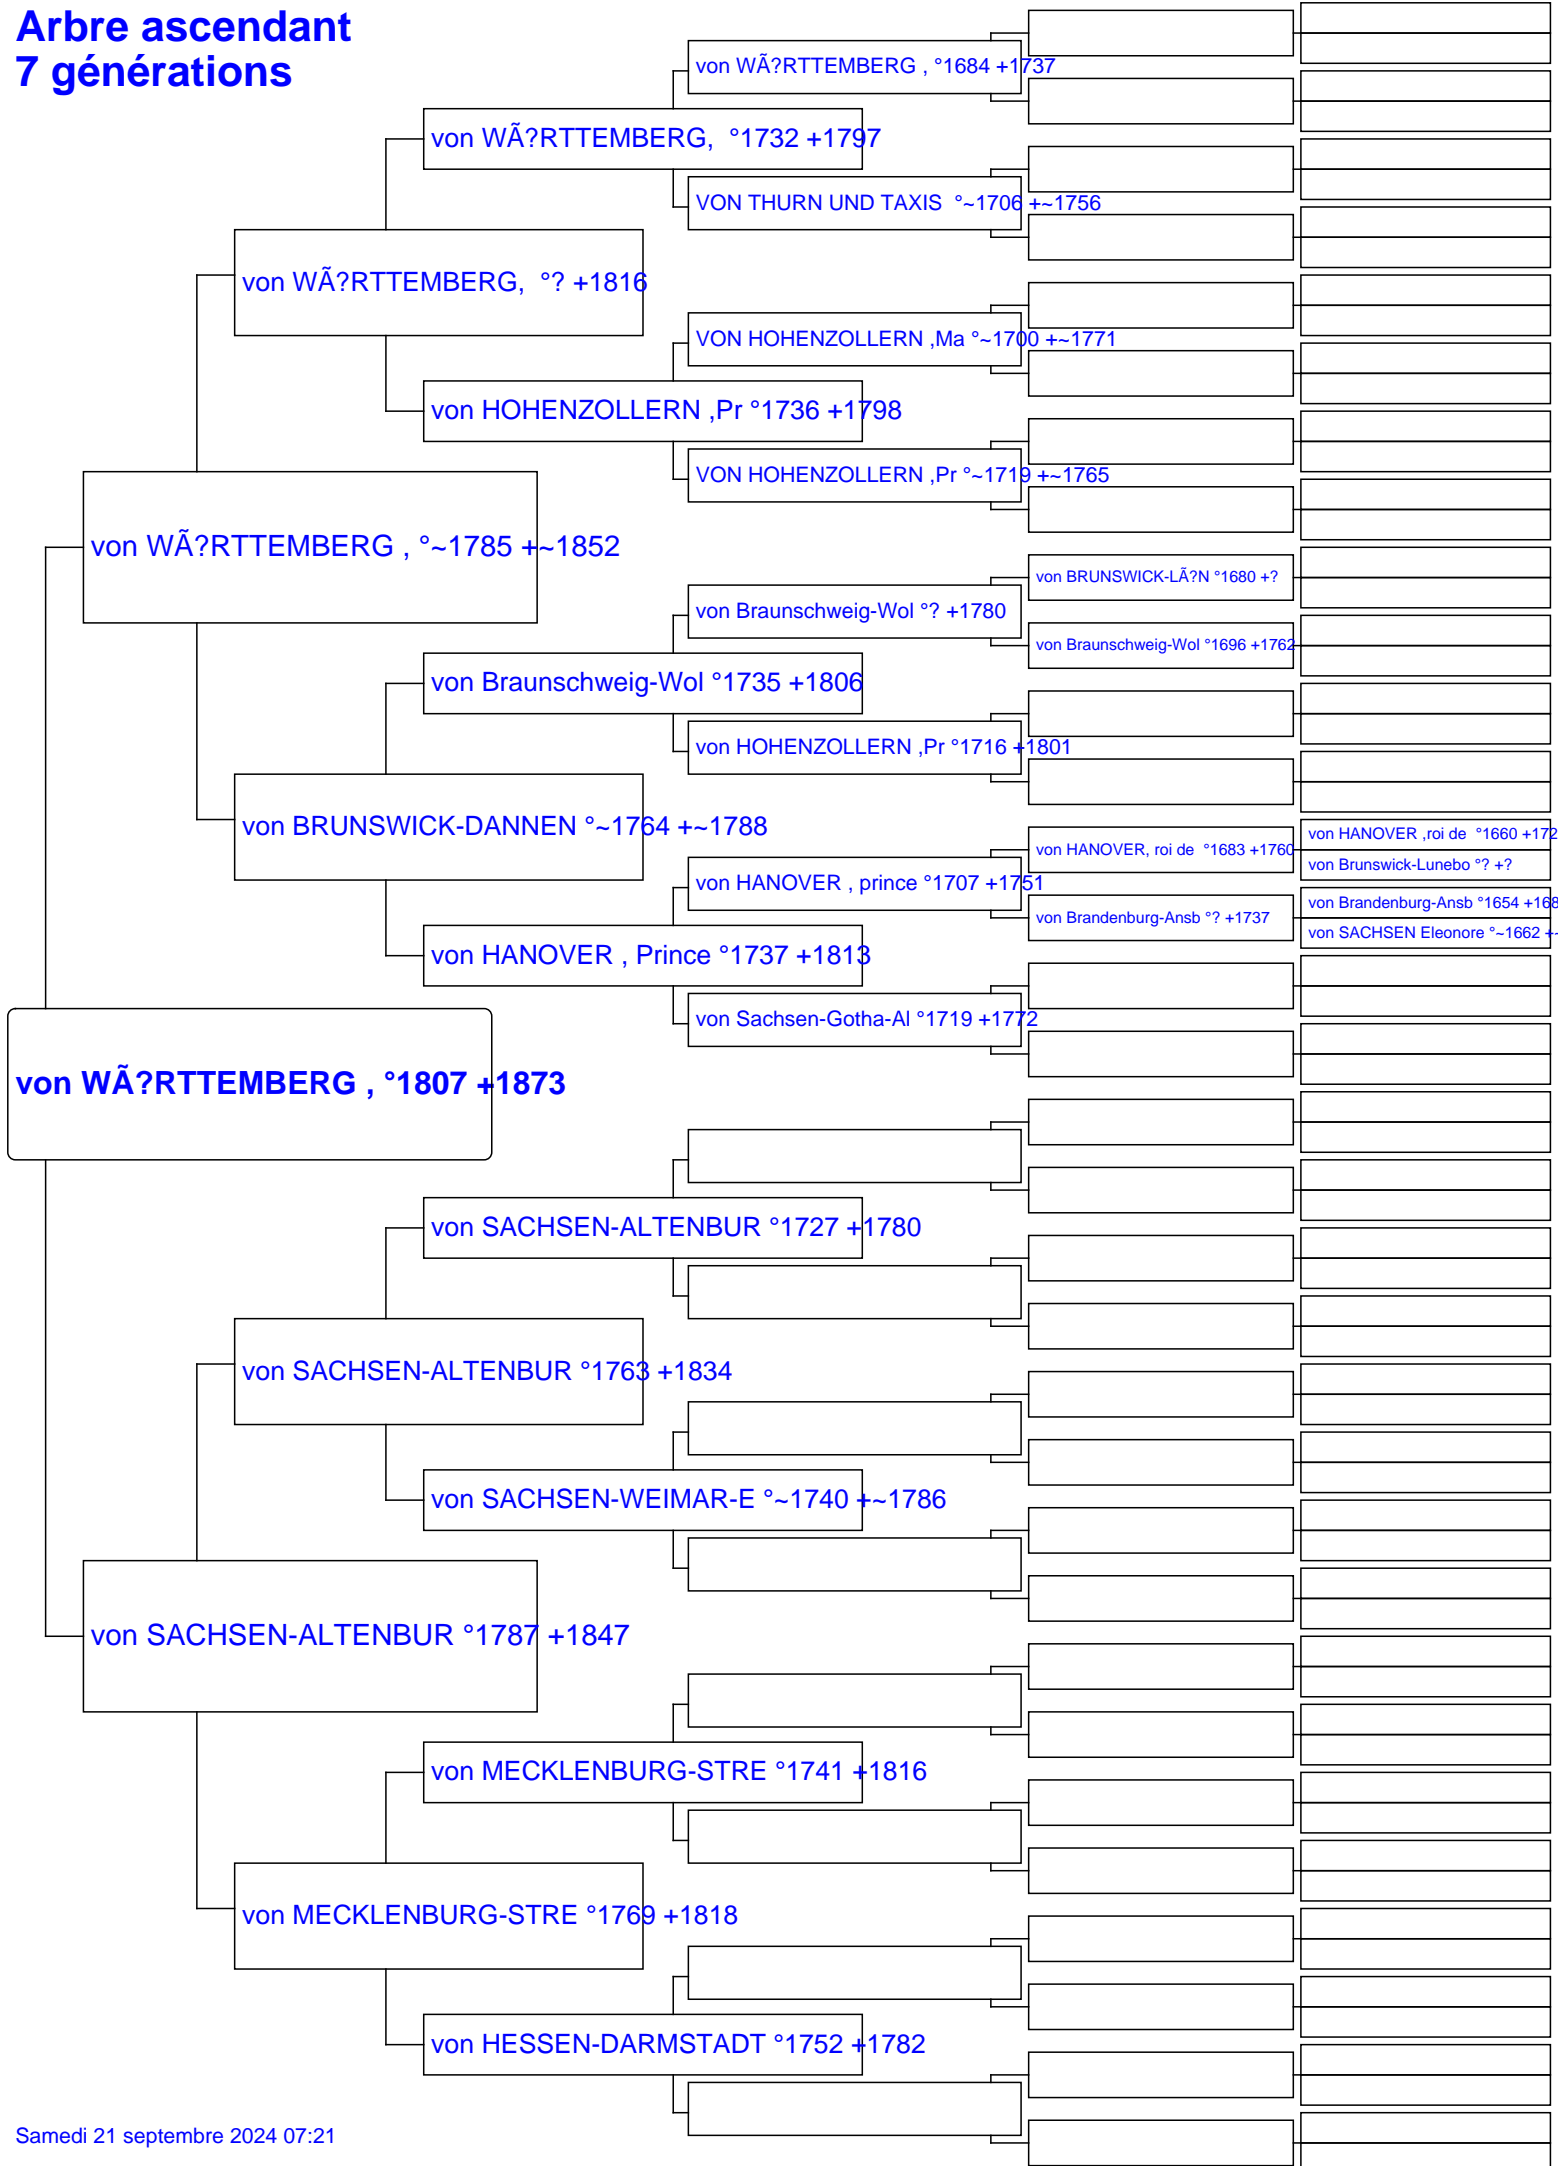 Arbre ascendant
7 générations
von WÃ?RTTEMBERG , °1684 +1737
von WÃ?RTTEMBERG,  °1732 +1797
VON THURN UND TAXIS  °~1706 +~1756
von WÃ?RTTEMBERG,  °? +1816
VON HOHENZOLLERN ,Ma °~1700 +~1771
von HOHENZOLLERN ,Pr °1736 +1798
VON HOHENZOLLERN ,Pr °~1719 +~1765
von WÃ?RTTEMBERG , °~1785 +~1852
von BRUNSWICK-LÃ?N °1680 +?
von Braunschweig-Wol °? +1780
von Braunschweig-Wol °1696 +1762
von Braunschweig-Wol °1735 +1806
von HOHENZOLLERN ,Pr °1716 +1801
von BRUNSWICK-DANNEN °~1764 +~1788
von HANOVER ,roi de  °1660 +172
von HANOVER, roi de  °1683 +1760
von Brunswick-Lunebo °? +?
von HANOVER , prince °1707 +1751
von Brandenburg-Ansb °1654 +168
von Brandenburg-Ansb °? +1737
von SACHSEN Eleonore °~1662 +~
von HANOVER , Prince °1737 +1813
von Sachsen-Gotha-Al °1719 +1772
von WÃ?RTTEMBERG , °1807 +1873
von SACHSEN-ALTENBUR °1727 +1780
von SACHSEN-ALTENBUR °1763 +1834
von SACHSEN-WEIMAR-E °~1740 +~1786
von SACHSEN-ALTENBUR °1787 +1847
von MECKLENBURG-STRE °1741 +1816
von MECKLENBURG-STRE °1769 +1818
von HESSEN-DARMSTADT °1752 +1782
Samedi 21 septembre 2024 07:21